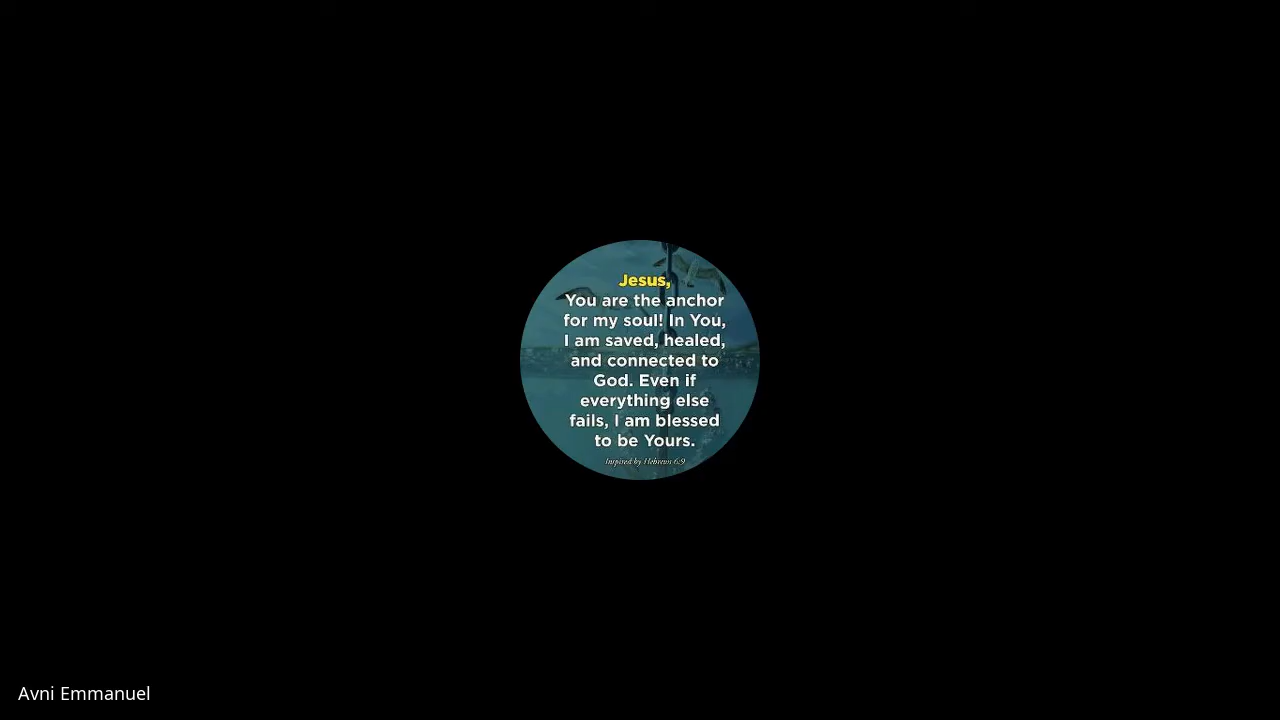 Jesus,
You are the anchor
for my soul! In You,
I am saved, healed,
and connected to
God. Even if
everything else
fails, I am blessed
to be Yours.
Inspired by Hebrews 6:9
Avni Emmanuel